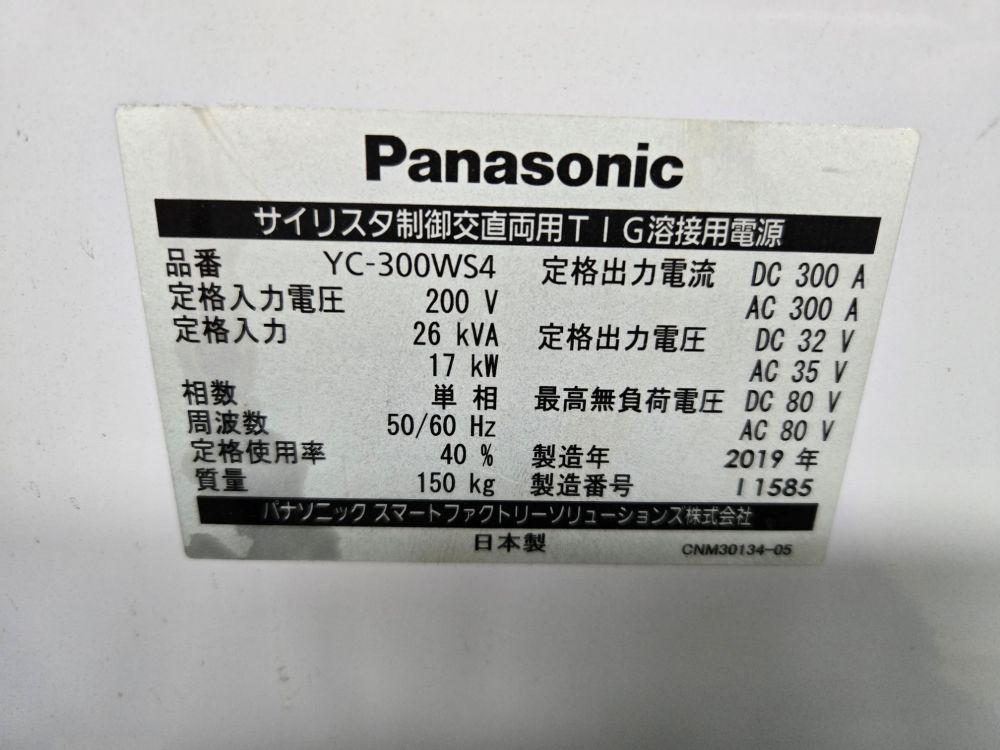 Panasonic
サイリスタ制御交直両用TIG溶接用電源
品番 YC-300WS4 定格出力電流 DC 300 A
定格入力電圧 200 V AC 300 A
定格入力 26 kVA 定格出力電圧 DC 32 V
17 kW AC 35 V
相数 単相 最高無負荷電圧 DC 80 V
周波数 50/60 Hz AC 80 V
定格使用率 40 % 製造年 2019 年
質量 150 kg 製造番号 I1585
パナソニック スマートファクトリーソリューションズ株式会社
日本製 CNM30134-05